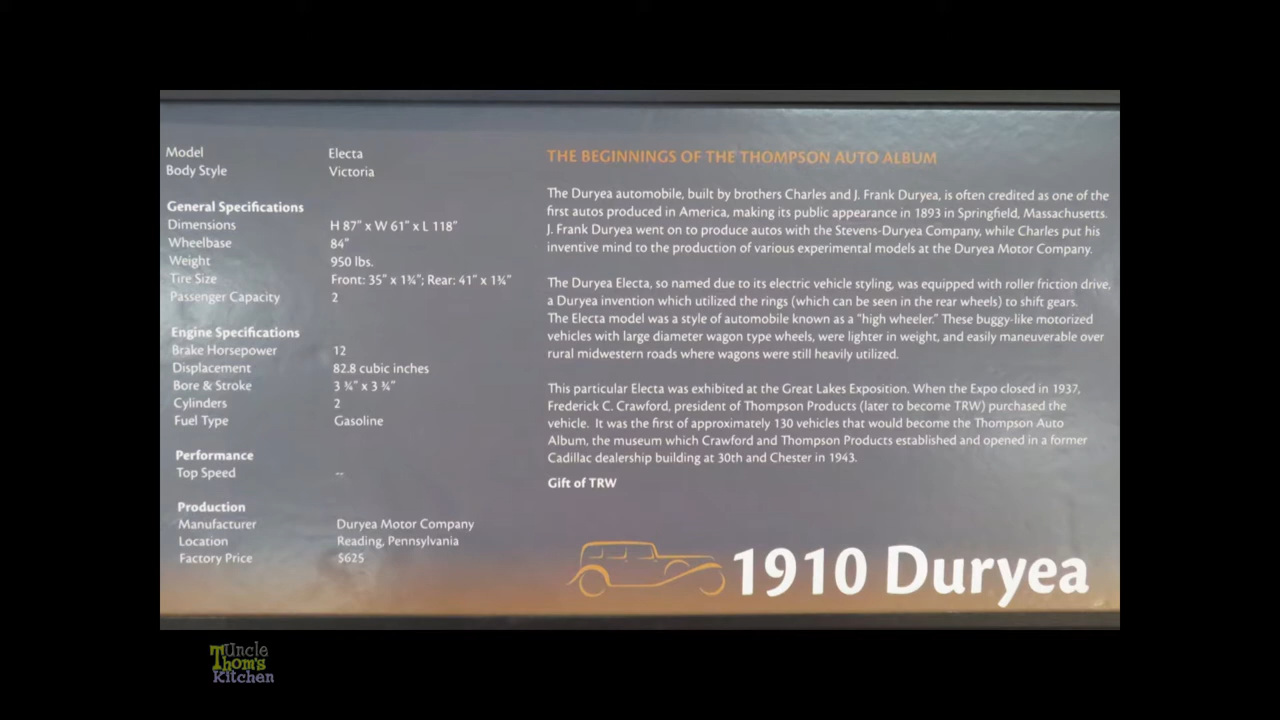 Model Electa
Body Style Victoria
General Specifications
Dimensions H 87" x W 61" x L 118"
Wheelbase 84"
Weight 950 lbs.
Tire Size Front: 35" x 1¾"; Rear: 41" x 1¾"
Passenger Capacity 2
Engine Specifications
Brake Horsepower 12
Displacement 82.8 cubic inches
Bore & Stroke 3 ¾" x 3 ¾"
Cylinders 2
Fuel Type Gasoline
Performance
Top Speed --
Production
Manufacturer Duryea Motor Company
Location Reading, Pennsylvania
Factory Price $625
THE BEGINNINGS OF THE THOMPSON AUTO ALBUM
The Duryea automobile, built by brothers Charles and J. Frank Duryea, is often credited as one of the
first autos produced in America, making its public appearance in 1893 in Springfield, Massachusetts.
J. Frank Duryea went on to produce autos with the Stevens-Duryea Company, while Charles put his
inventive mind to the production of various experimental models at the Duryea Motor Company.
The Duryea Electa, so named due to its electric vehicle styling, was equipped with roller friction drive,
a Duryea invention which utilized the rings (which can be seen in the rear wheels) to shift gears.
The Electa model was a style of automobile known as a "high wheeler." These buggy-like motorized
vehicles with large diameter wagon type wheels, were lighter in weight, and easily maneuverable over
rural midwestern roads where wagons were still heavily utilized.
This particular Electa was exhibited at the Great Lakes Exposition. When the Expo closed in 1937,
Frederick C. Crawford, president of Thompson Products (later to become TRW) purchased the
vehicle. It was the first of approximately 130 vehicles that would become the Thompson Auto
Album, the museum which Crawford and Thompson Products established and opened in a former
Cadillac dealership building at 30th and Chester in 1943.
Gift of TRW
1910 Duryea
Uncle
Thom's
Kitchen